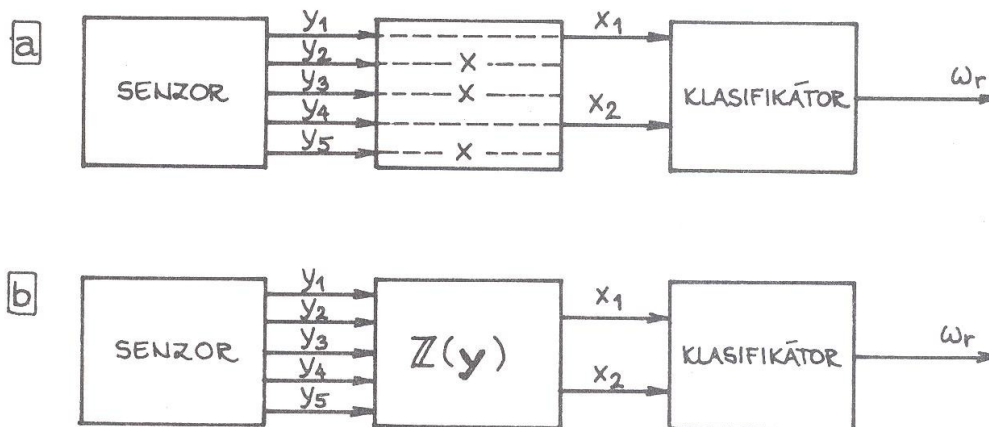 a
SENZOR
y1
y2
y3
y4
y5
x
x
x
x1
x2
KLASIFIKÁTOR
ωr
b
SENZOR
y1
y2
y3
y4
y5
ℤ(y)
x1
x2
KLASIFIKÁTOR
ωr